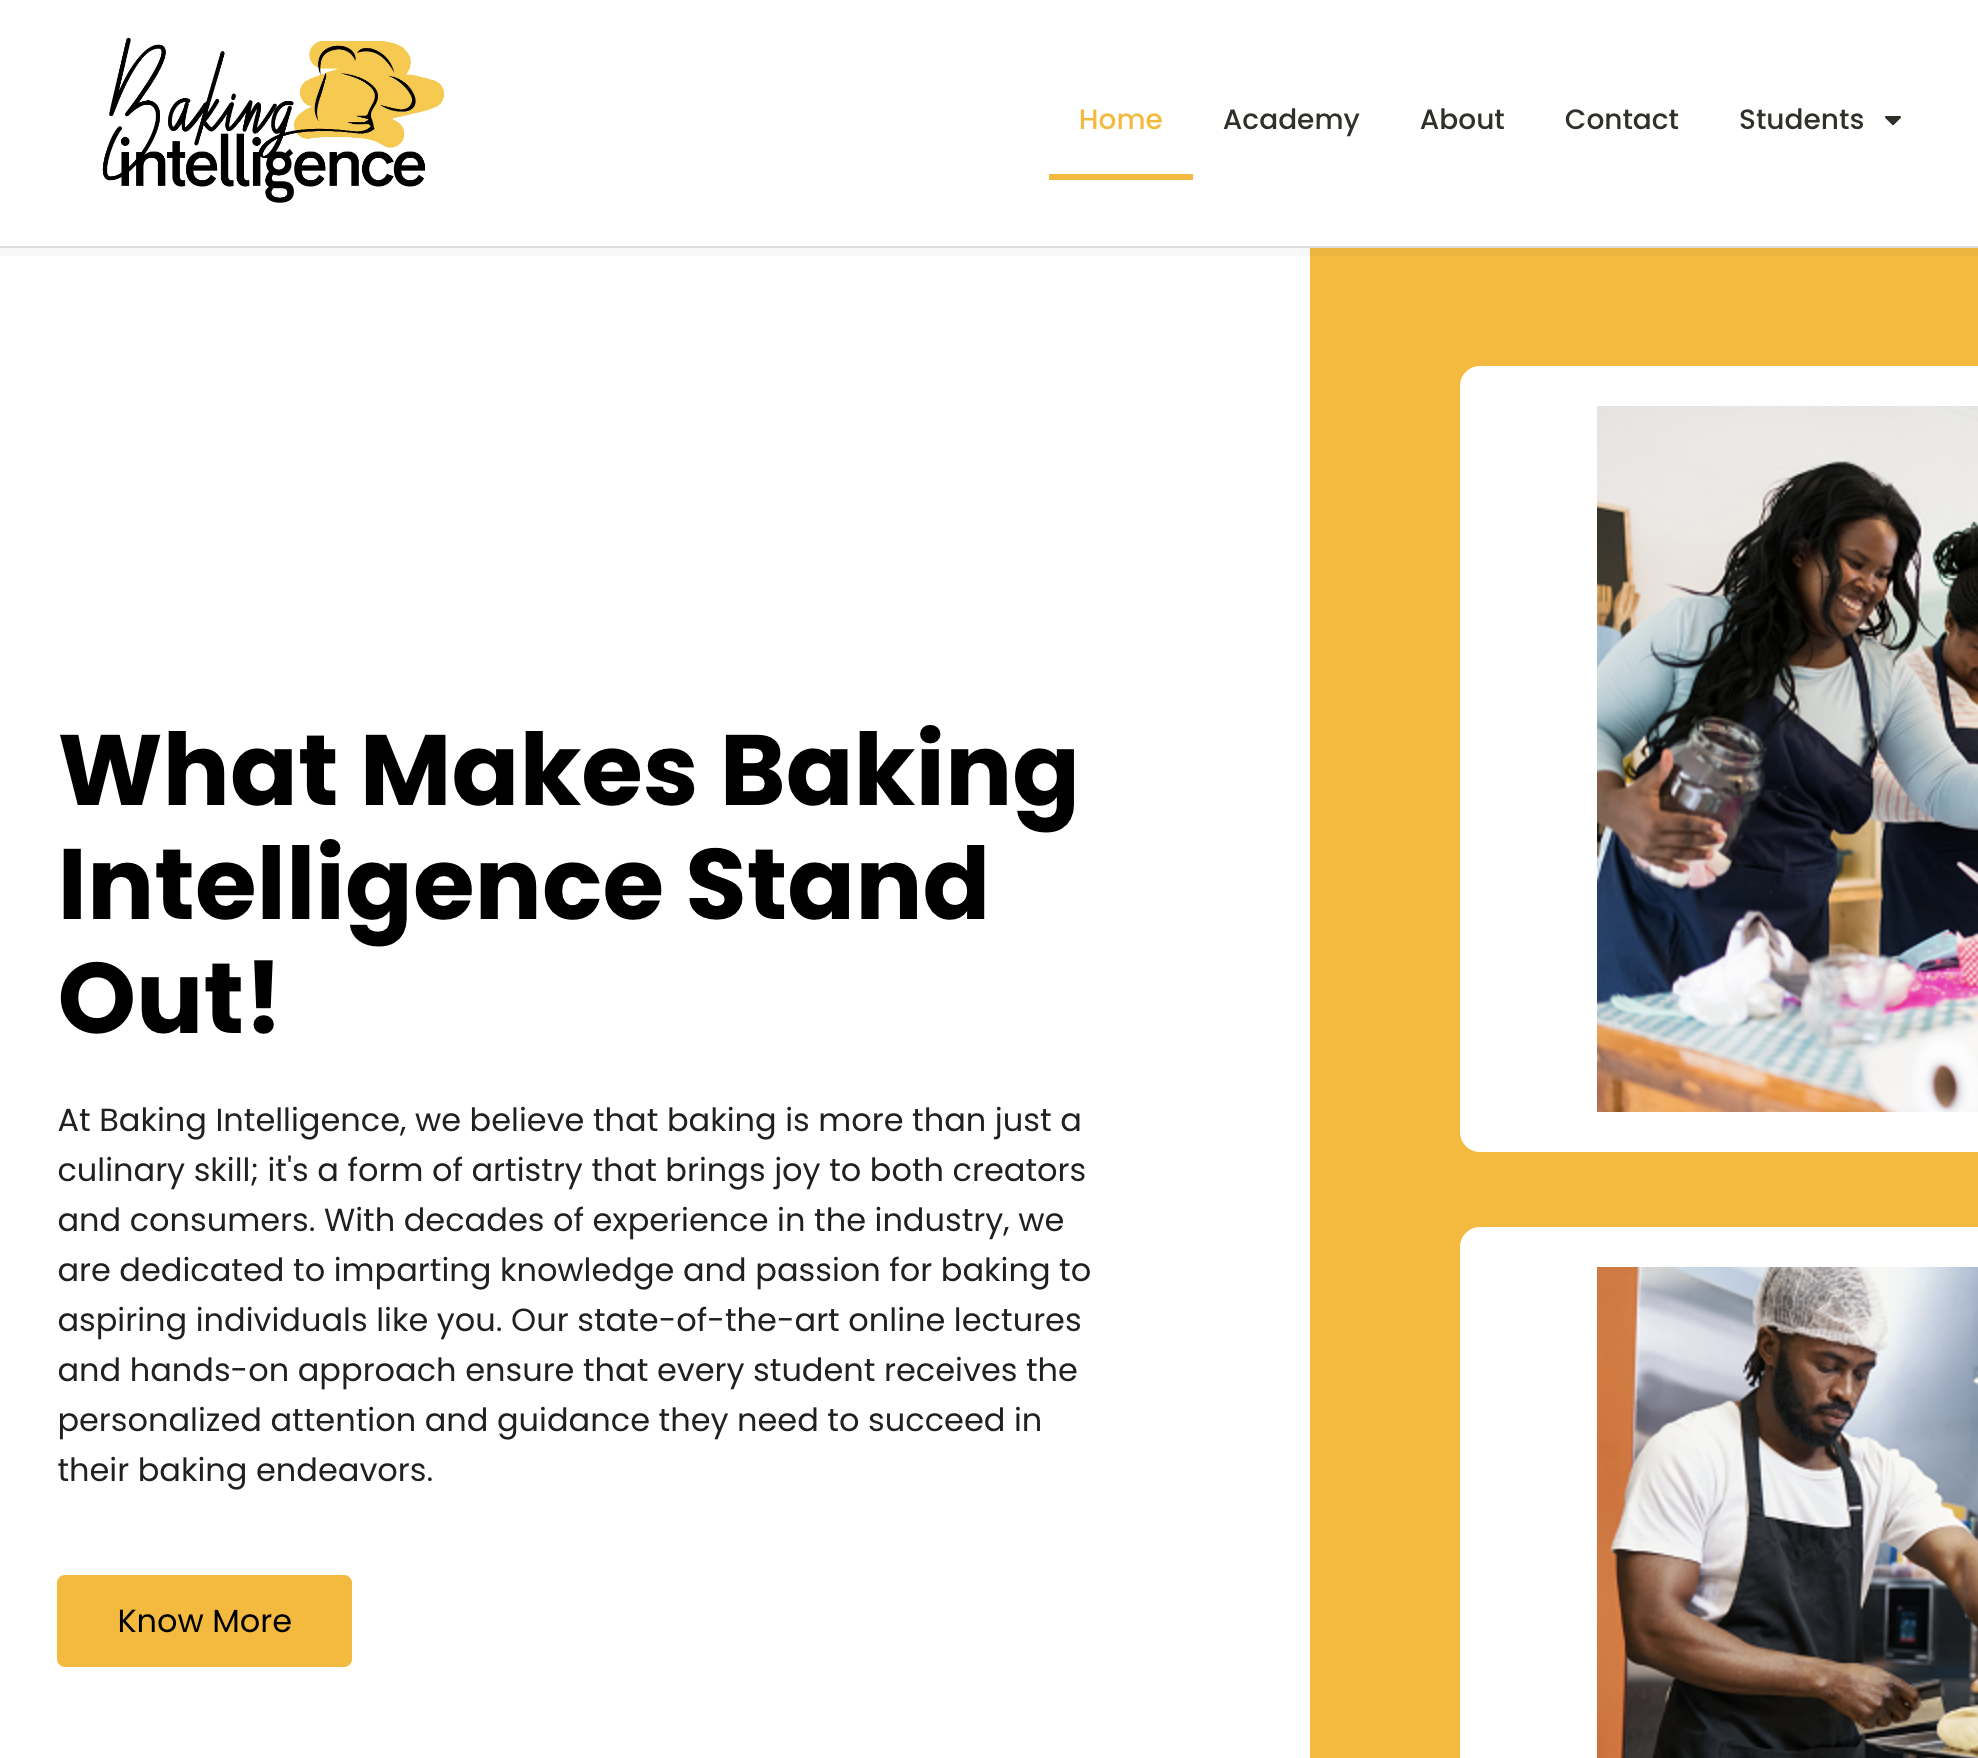 Baking
intelligence
Home Academy About Contact Students
What Makes Baking
Intelligence Stand
Out!
At Baking Intelligence, we believe that baking is more than just a
culinary skill; it's a form of artistry that brings joy to both creators
and consumers. With decades of experience in the industry, we
are dedicated to imparting knowledge and passion for baking to
aspiring individuals like you. Our state-of-the-art online lectures
and hands-on approach ensure that every student receives the
personalized attention and guidance they need to succeed in
their baking endeavors.
Know More